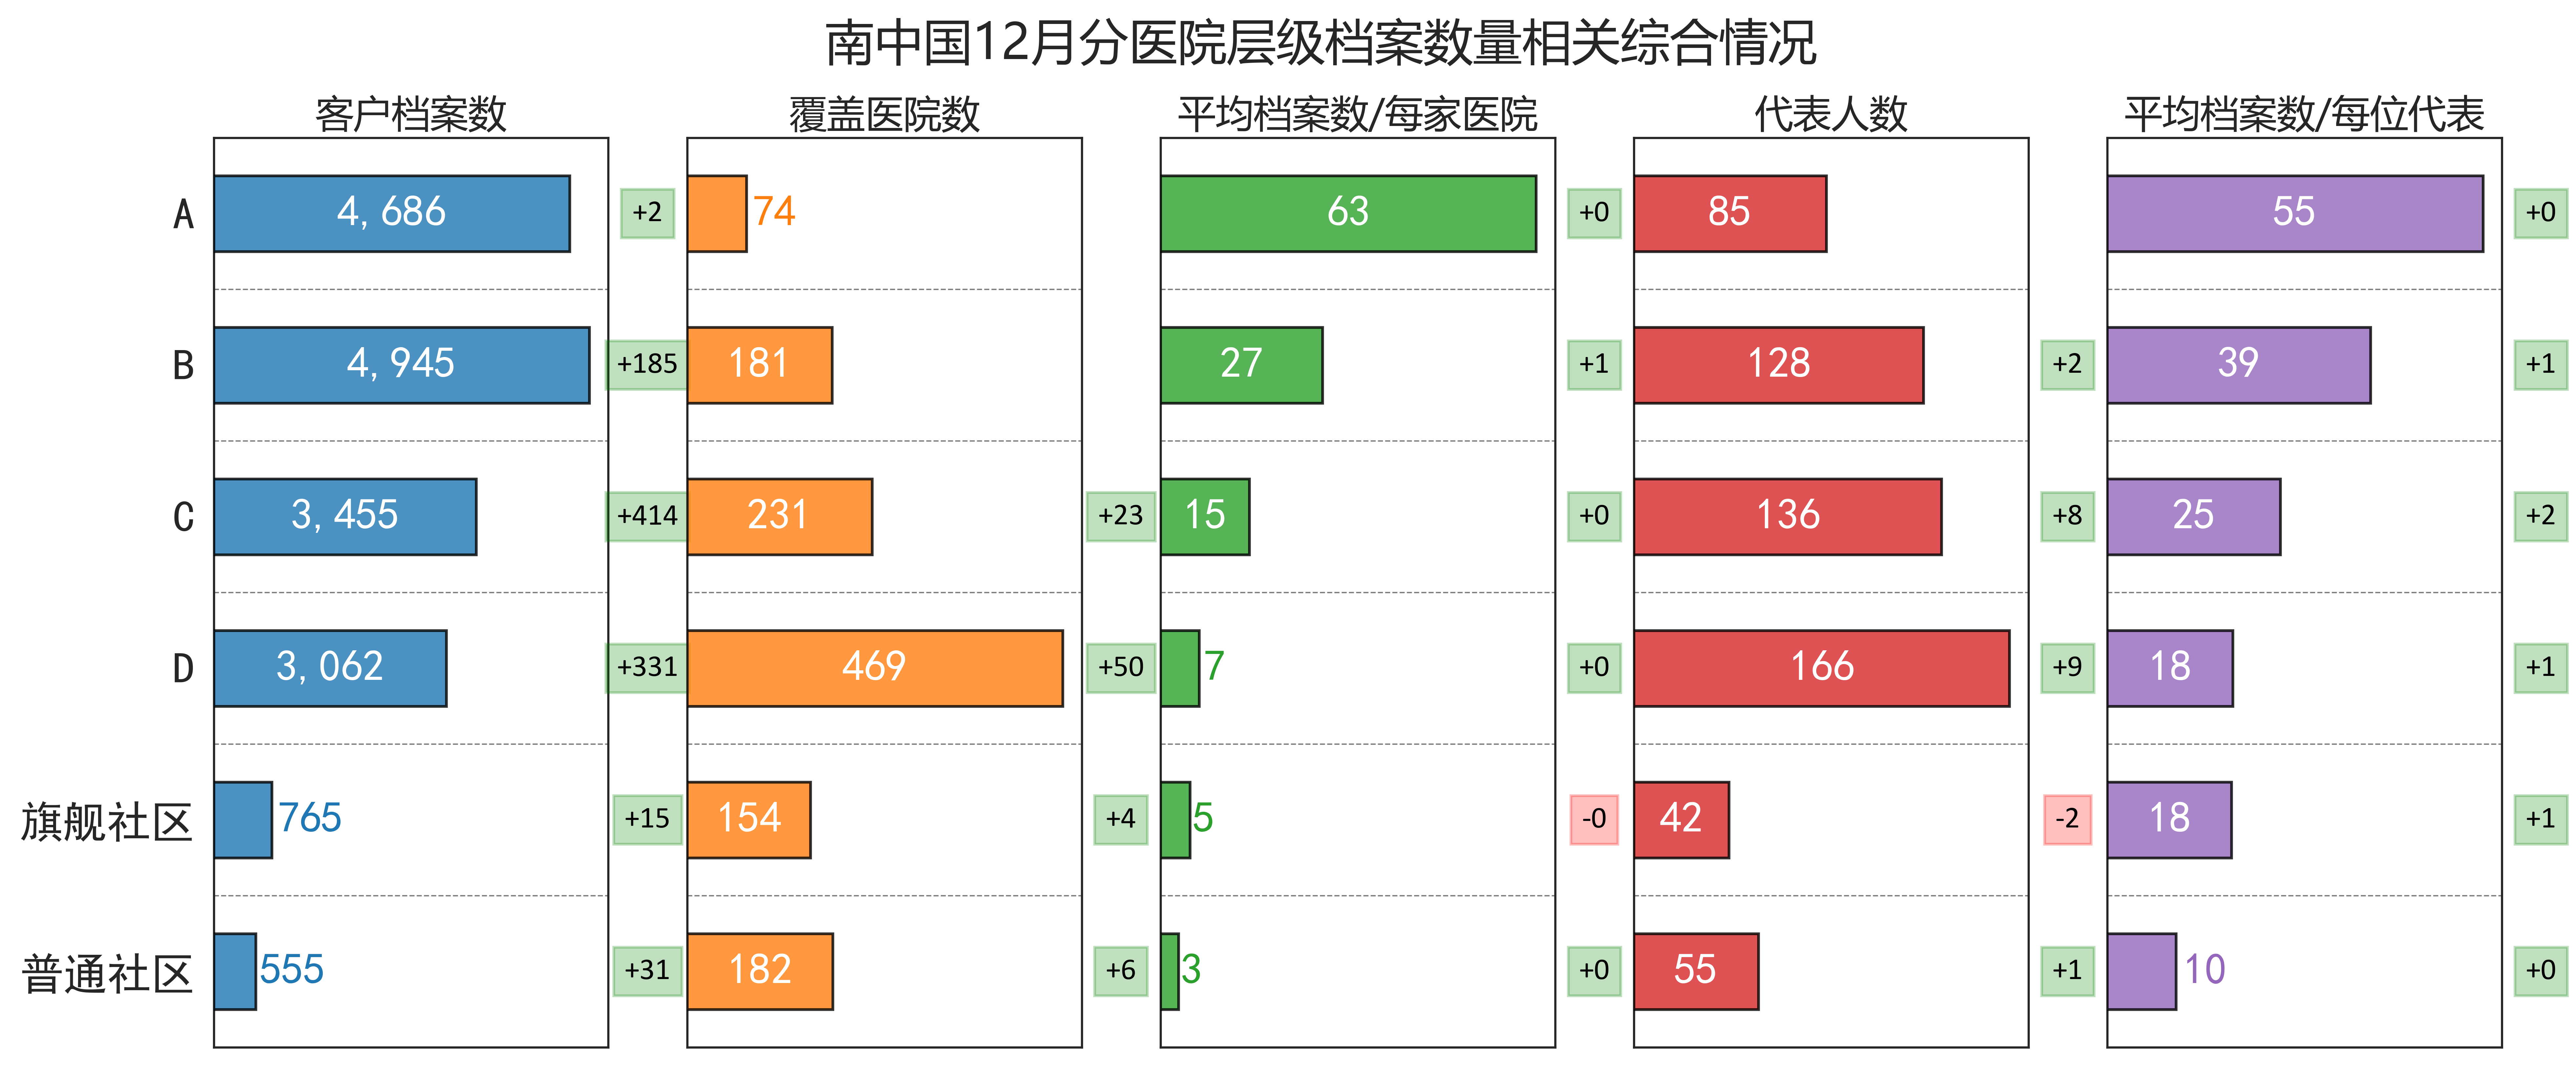 南中国12月分医院层级档案数量相关综合情况
客户档案数 覆盖医院数 平均档案数/每家医院 代表人数 平均档案数/每位代表
A 4,686 +2 74 63 +0 85 55 +0
B 4,945 +185 181 27 +1 128 +2 39 +1
C 3,455 +414 231 +23 15 +0 136 +8 25 +2
D 3,062 +331 469 +50 7 +0 166 +9 18 +1
旗舰社区 765 +15 154 +4 5 -0 42 -2 18 +1
普通社区 555 +31 182 +6 3 +0 55 +1 10 +0